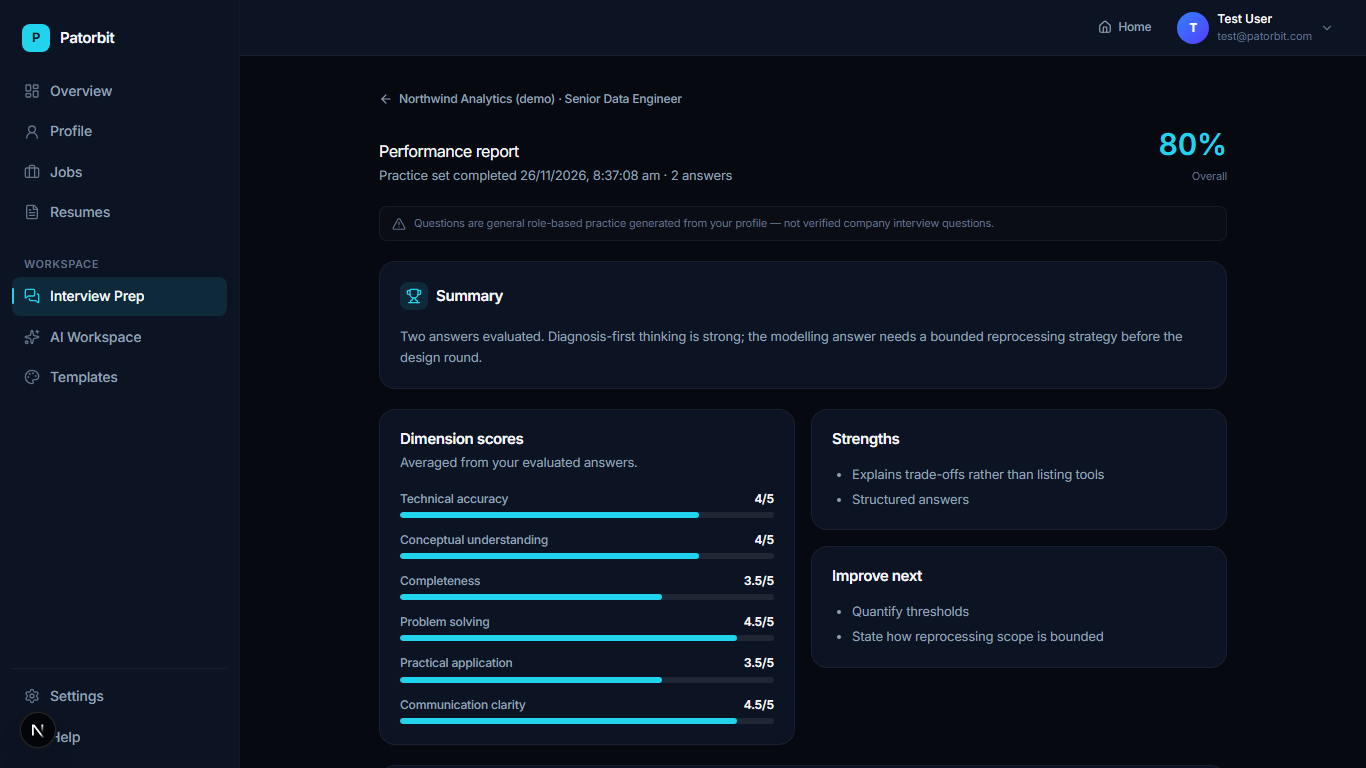 P Patorbit
Home
T
Test User
test@patorbit.com
Overview
Profile
Jobs
Resumes
WORKSPACE
Interview Prep
AI Workspace
Templates
Settings
N
Help
Northwind Analytics (demo) · Senior Data Engineer
Performance report
Practice set completed 26/11/2026, 8:37:08 am · 2 answers
80%
Overall
Questions are general role-based practice generated from your profile — not verified company interview questions.
Summary
Two answers evaluated. Diagnosis-first thinking is strong; the modelling answer needs a bounded reprocessing strategy before the
design round.
Dimension scores
Averaged from your evaluated answers.
Technical accuracy 4/5
Conceptual understanding 4/5
Completeness 3.5/5
Problem solving 4.5/5
Practical application 3.5/5
Communication clarity 4.5/5
Strengths
• Explains trade-offs rather than listing tools
• Structured answers
Improve next
• Quantify thresholds
• State how reprocessing scope is bounded